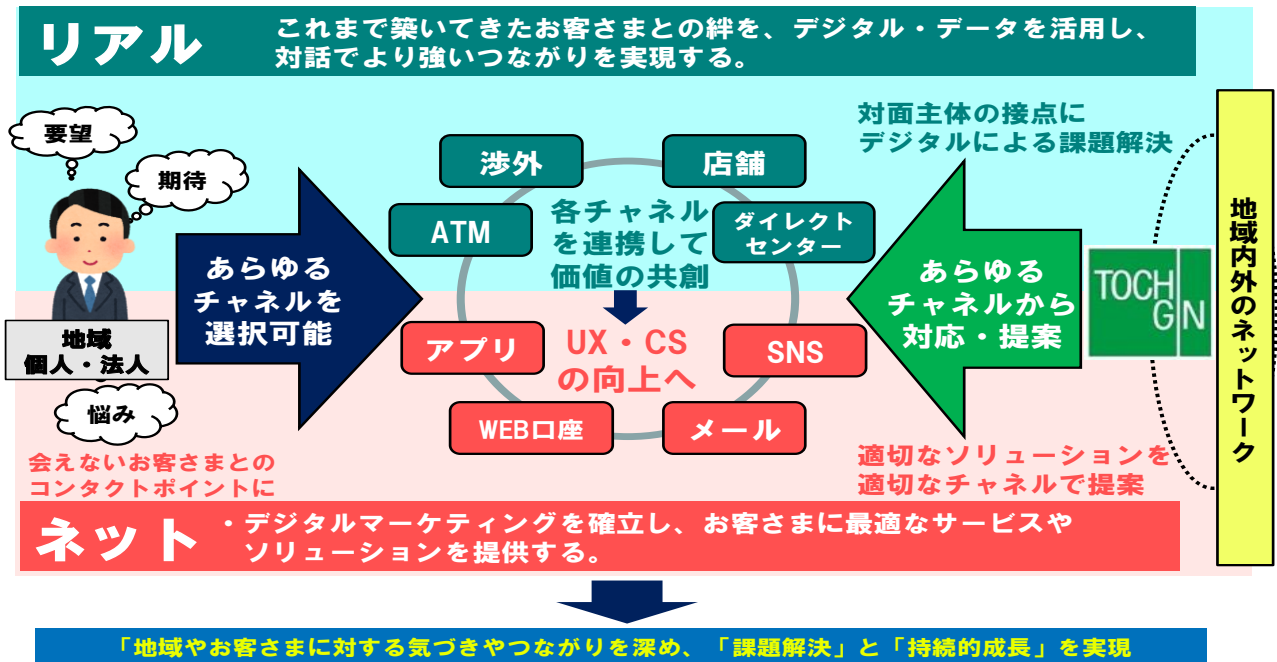 リアル
これまで築いてきたお客さまとの絆を、デジタル・データを活用し、
対話でより強いつながりを実現する。
要望
期待
地域
個人・法人
悩み
会えないお客さまとの
コンタクトポイントに
あらゆる
チャネルを
選択可能
渉外
店舗
ATM
ダイレクト
センター
各チャネル
を連携して
価値の共創
UX・CS
の向上へ
アプリ
SNS
WEB口座
メール
対面主体の接点に
デジタルによる課題解決
あらゆる
チャネルから
対応・提案
TOCHI
GIN
適切なソリューションを
適切なチャネルで提案
地域内外のネットワーク
ネット
・デジタルマーケティングを確立し、お客さまに最適なサービスや
ソリューションを提供する。
「地域やお客さまに対する気づきやつながりを深め、「課題解決」と「持続的成長」を実現